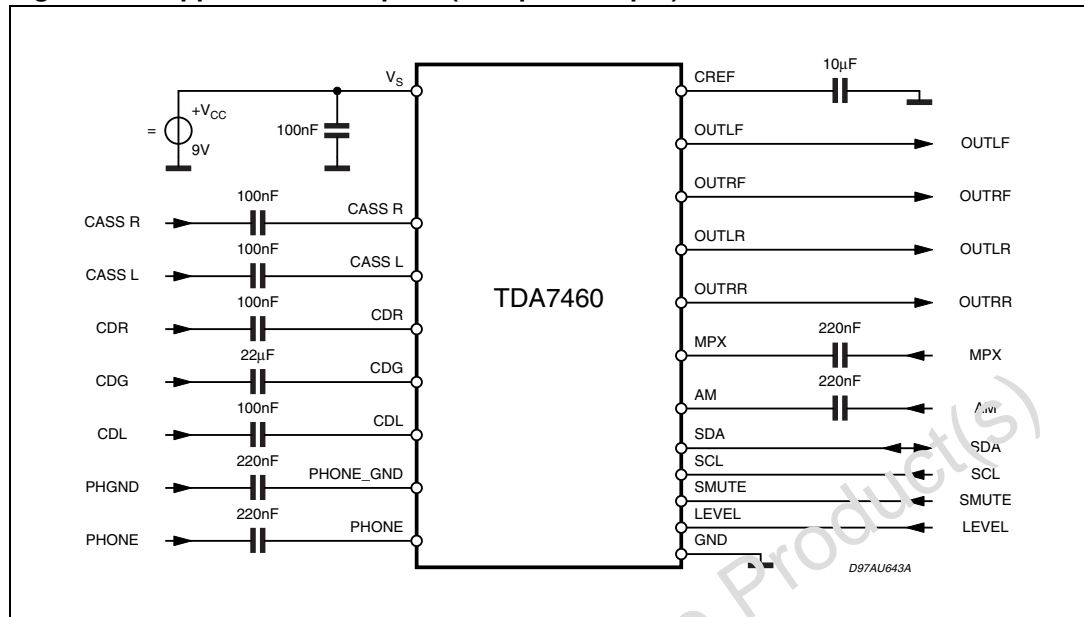 V_S
+V_CC
=
9V
100nF
100nF
CASS R
CASS R
100nF
CASS L
CASS L
100nF
CDR
CDR
22µF
CDG
CDG
100nF
CDL
CDL
220nF
PHGND
PHONE_GND
220nF
PHONE
PHONE
TDA7460
CREF
10µF
OUTLF
OUTLF
OUTRF
OUTRF
OUTLR
OUTLR
OUTRR
OUTRR
MPX
220nF
MPX
AM
220nF
AM
SDA
SDA
SCL
SCL
SMUTE
SMUTE
LEVEL
LEVEL
GND
D97AU643A
Product(s)